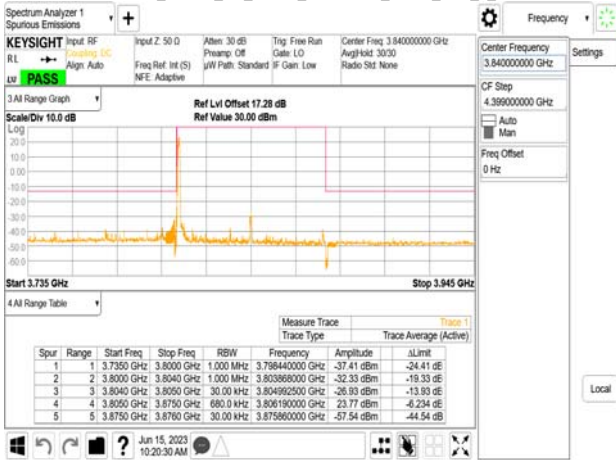 Spectrum Analyzer 1
Spurious Emissions
+
Frequency
KEYSIGHT Input: RF Input Z: 50 Ω Atten: 30 dB Trig: Free Run Center Freq: 3.840000000 GHz
RL Coupling: DC Preamp: Off Gate: LO Avg|Hold: 30/30
Align: Auto Freq Ref: Int (S) µW Path: Standard IF Gain: Low Radio Std: None
NFE: Adaptive
PASS
Center Frequency
3.840000000 GHz
Settings
CF Step
4.399000000 GHz
Auto
Man
Freq Offset
0 Hz
Local
3 All Range Graph
Ref Lvl Offset 17.28 dB
Scale/Div 10.0 dB Ref Value 30.00 dBm
Log
20.0
10.0
0.00
-10.0
-20.0
-30.0
-40.0
-50.0
-60.0
Start 3.735 GHz Stop 3.945 GHz
4 All Range Table
Measure Trace Trace 1
Trace Type Trace Average (Active)
Spur Range Start Freq Stop Freq RBW Frequency Amplitude ΔLimit
1 1 3.7350 GHz 3.8000 GHz 1.000 MHz 3.798440000 GHz -37.41 dBm -24.41 dB
2 2 3.8000 GHz 3.8040 GHz 1.000 MHz 3.803868000 GHz -32.33 dBm -19.33 dB
3 3 3.8040 GHz 3.8050 GHz 30.00 kHz 3.804992500 GHz -26.93 dBm -13.93 dB
4 4 3.8050 GHz 3.8750 GHz 680.0 kHz 3.806190000 GHz 23.77 dBm -6.234 dB
5 5 3.8750 GHz 3.8760 GHz 30.00 kHz 3.875860000 GHz -57.54 dBm -44.54 dB
?
Jun 15, 2023
10:20:30 AM